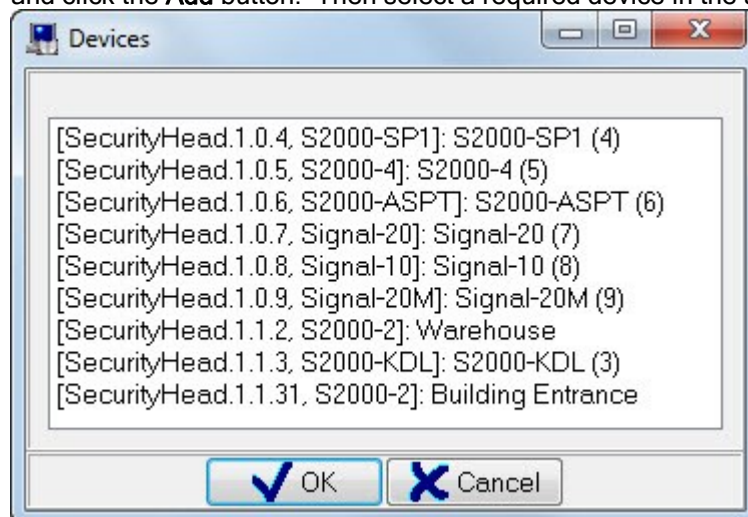 and click the Add button. Then select a required device in the
Devices
[SecurityHead.1.0.4, S2000-SP1]: S2000-SP1 (4)
[SecurityHead.1.0.5, S2000-4]: S2000-4 (5)
[SecurityHead.1.0.6, S2000-ASPT]: S2000-ASPT (6)
[SecurityHead.1.0.7, Signal-20]: Signal-20 (7)
[SecurityHead.1.0.8, Signal-10]: Signal-10 (8)
[SecurityHead.1.0.9, Signal-20M]: Signal-20M (9)
[SecurityHead.1.1.2, S2000-2]: Warehouse
[SecurityHead.1.1.3, S2000-KDL]: S2000-KDL (3)
[SecurityHead.1.1.31, S2000-2]: Building Entrance
OK Cancel